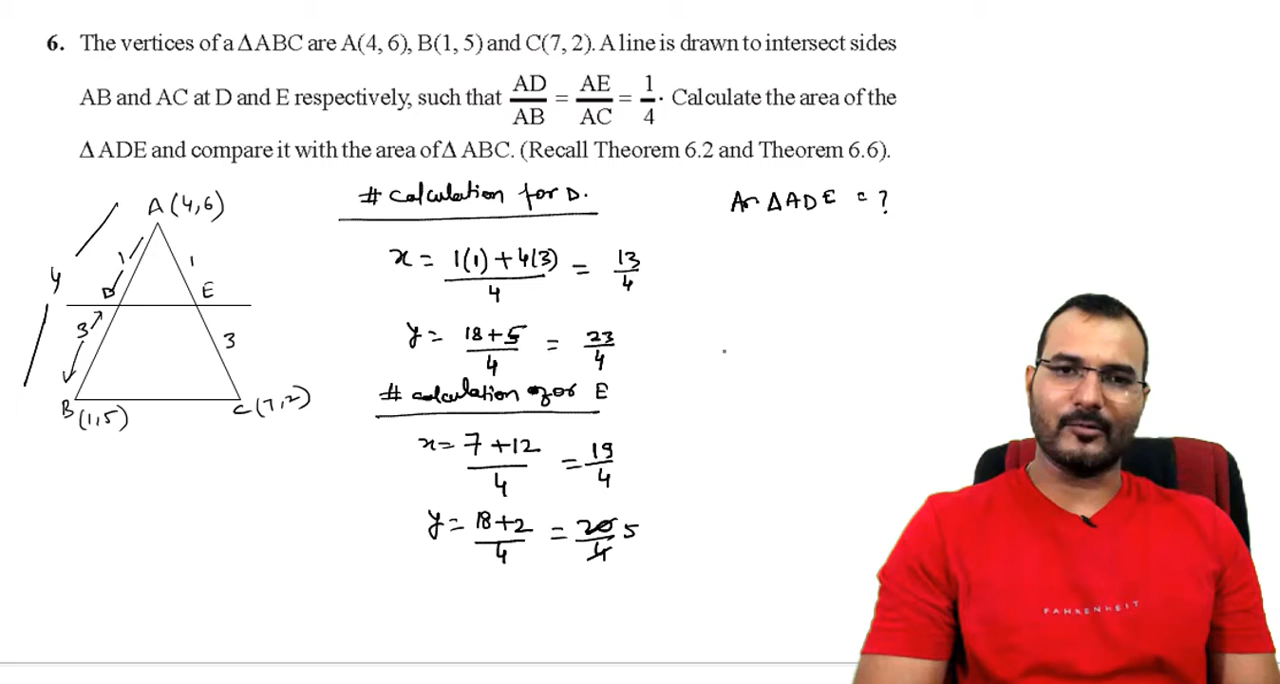 6. The vertices of a Δ ABC are A(4, 6), B(1, 5) and C(7, 2). A line is drawn to intersect sides
AB and AC at D and E respectively, such that AD/AB = AE/AC = 1/4. Calculate the area of the
Δ ADE and compare it with the area of Δ ABC. (Recall Theorem 6.2 and Theorem 6.6).
A (4,6)
4
1
1
D
E
3
3
B (1,5)
C (7,2)
# calculation for D.
x = 1(1) + 4(3) / 4 = 13/4
y = 18+5 / 4 = 23/4
# calculation for E
x = 7 + 12 / 4 = 19/4
y = 18+2 / 4 = 20/4 5
Ar ΔADE = ?
FAHRENHEIT